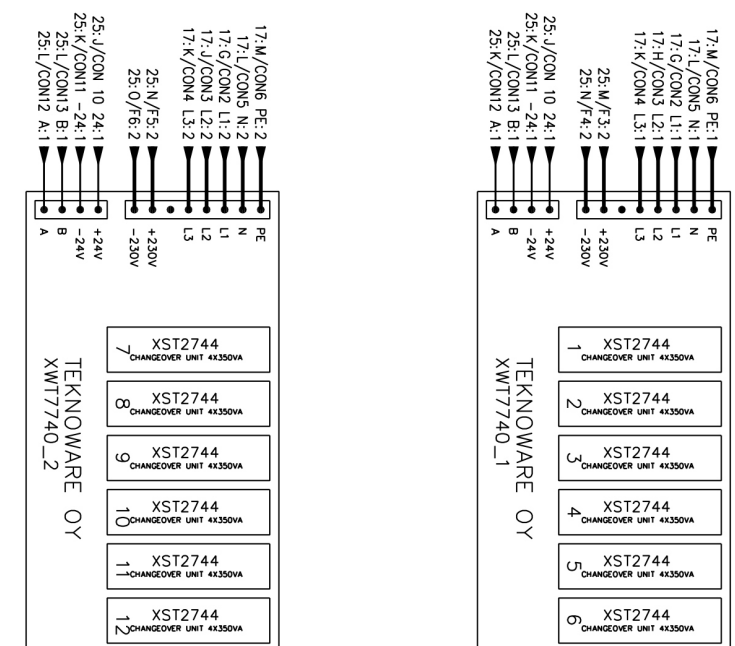 25:L/CON12 A:1
25:L/CON13 B:1
25:K/CON11 -24:1
25:J/CON 10 24:1
25:O/F6:2
25:N/F5:2
17:K/CON4 L3:2
17:J/CON3 L2:2
17:G/CON2 L1:2
17:L/CON5 N:2
17:M/CON6 PE:2
A
B
-24V
+24V
-230V
+230V
L3
L2
L1
N
PE
TEKNOWARE OY
XWT7740_2
7
XST2744
CHANGEOVER UNIT 4X350VA
8
XST2744
CHANGEOVER UNIT 4X350VA
9
XST2744
CHANGEOVER UNIT 4X350VA
10
XST2744
CHANGEOVER UNIT 4X350VA
11
XST2744
CHANGEOVER UNIT 4X350VA
12
XST2744
CHANGEOVER UNIT 4X350VA
25:K/CON12 A:1
25:L/CON13 B:1
25:K/CON11 -24:1
25:J/CON 10 24:1
25:N/F4:2
25:M/F3:2
17:K/CON4 L3:1
17:H/CON3 L2:1
17:G/CON2 L1:1
17:L/CON5 N:1
17:M/CON6 PE:1
A
B
-24V
+24V
-230V
+230V
L3
L2
L1
N
PE
TEKNOWARE OY
XWT7740_1
1
XST2744
CHANGEOVER UNIT 4X350VA
2
XST2744
CHANGEOVER UNIT 4X350VA
3
XST2744
CHANGEOVER UNIT 4X350VA
4
XST2744
CHANGEOVER UNIT 4X350VA
5
XST2744
CHANGEOVER UNIT 4X350VA
6
XST2744
CHANGEOVER UNIT 4X350VA